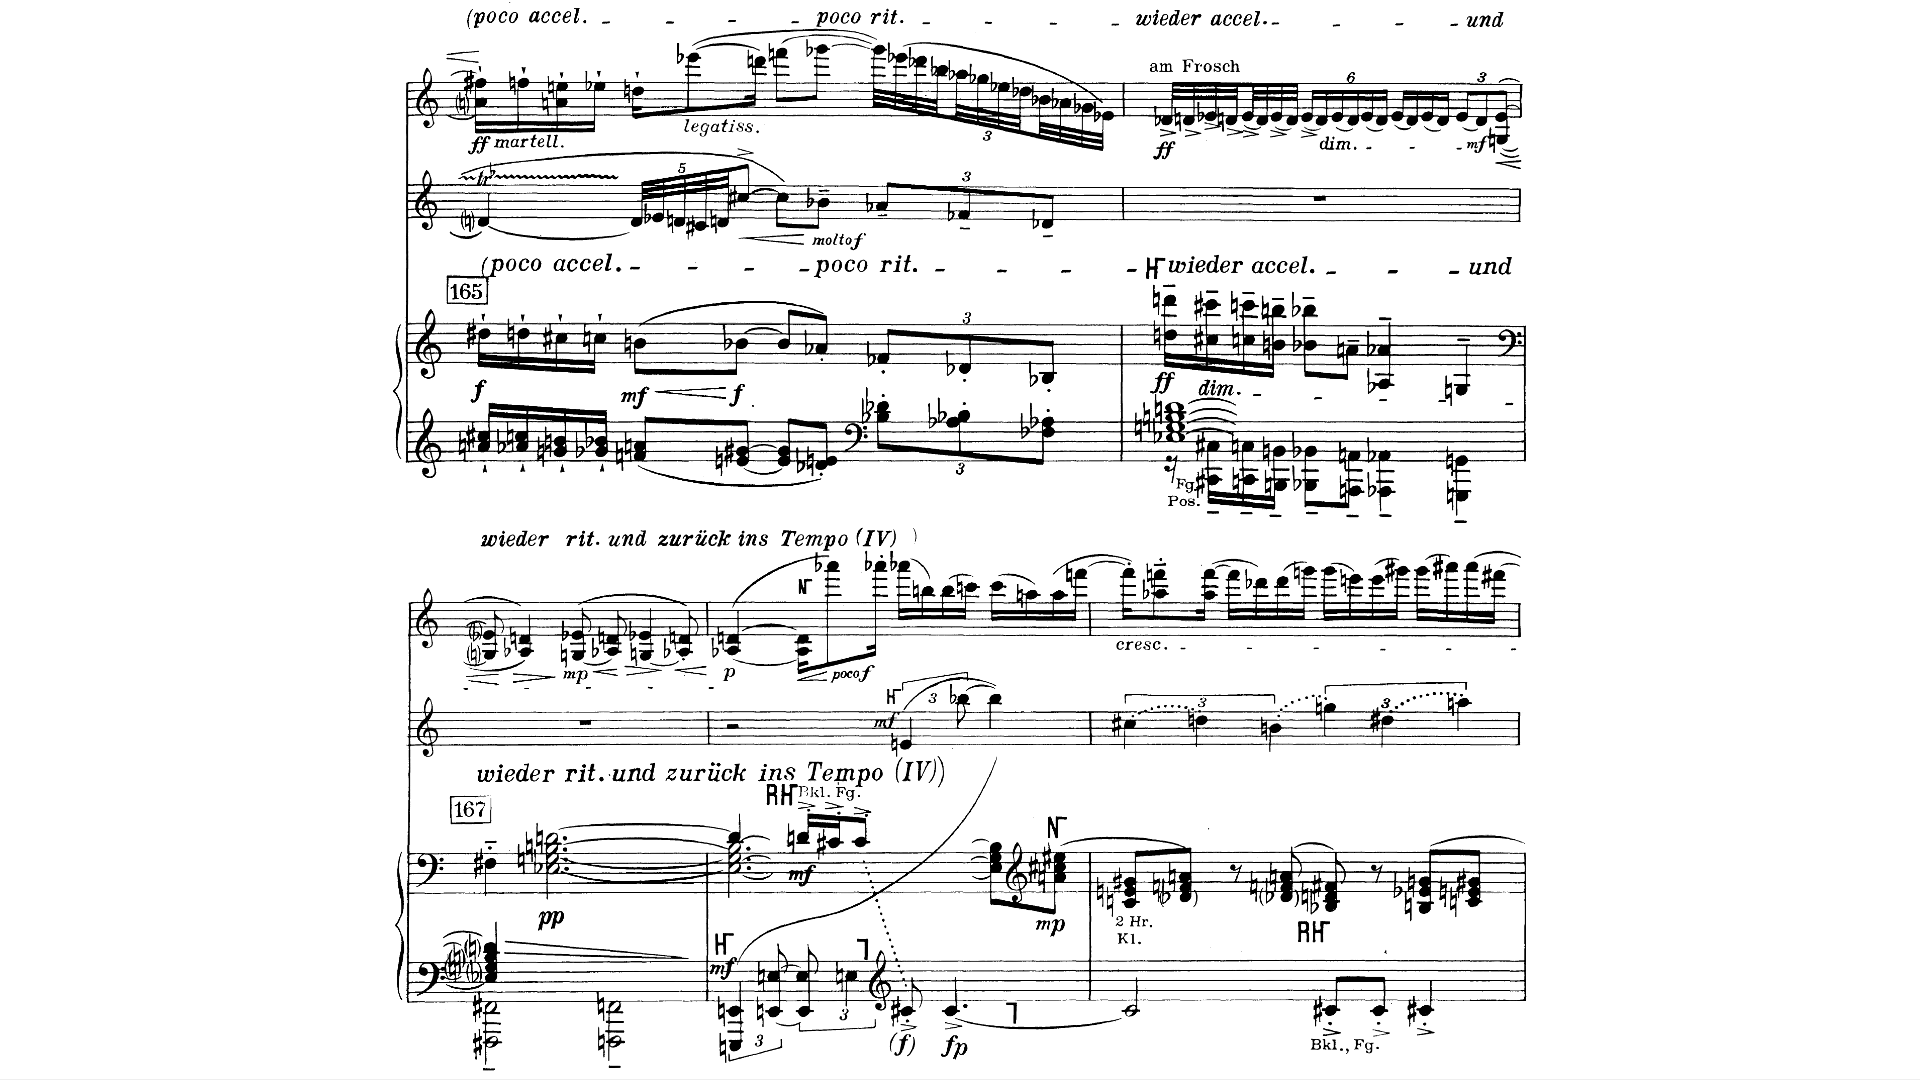 (poco accel. poco rit. wieder accel. und
am Frosch
6 3
legatiss.
ff martell. 3 ff dim. mf
tr 5 3
molto f
(poco accel. poco rit. wieder accel. und
165
3
f mf f ff dim.
3
Fg.
Pos.
wieder rit. und zurück ins Tempo (IV)
cresc.
mp p poco f
3 3 3
mf
wieder rit. und zurück ins Tempo (IV))
Bkl. Fg.
167
mf
pp mp
2 Hr.
Kl.
mf
3 3
(f) fp
Bkl., Fg.